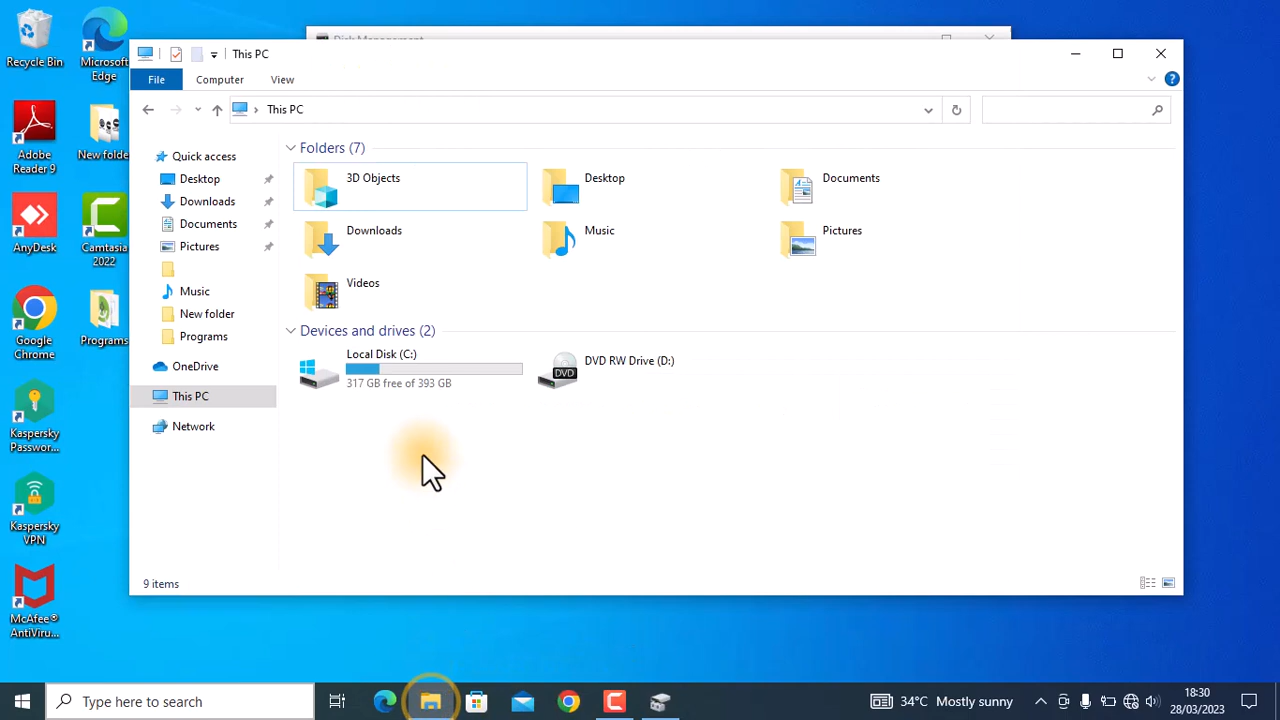 Recycle Bin
Microsoft
Edge
Adobe
Reader 9
New folde
AnyDesk
Camtasia
2022
Google
Chrome
Programs
Kaspersky
Passwor...
Kaspersky
VPN
McAfee®
AntiViru...
Disk Management
This PC
File
Computer
View
This PC
Quick access
Desktop
Downloads
Documents
Pictures
Music
New folder
Programs
OneDrive
This PC
Network
Folders (7)
3D Objects
Desktop
Documents
Downloads
Music
Pictures
Videos
Devices and drives (2)
Local Disk (C:)
317 GB free of 393 GB
DVD
DVD RW Drive (D:)
9 items
Type here to search
34°C Mostly sunny
18:30
28/03/2023